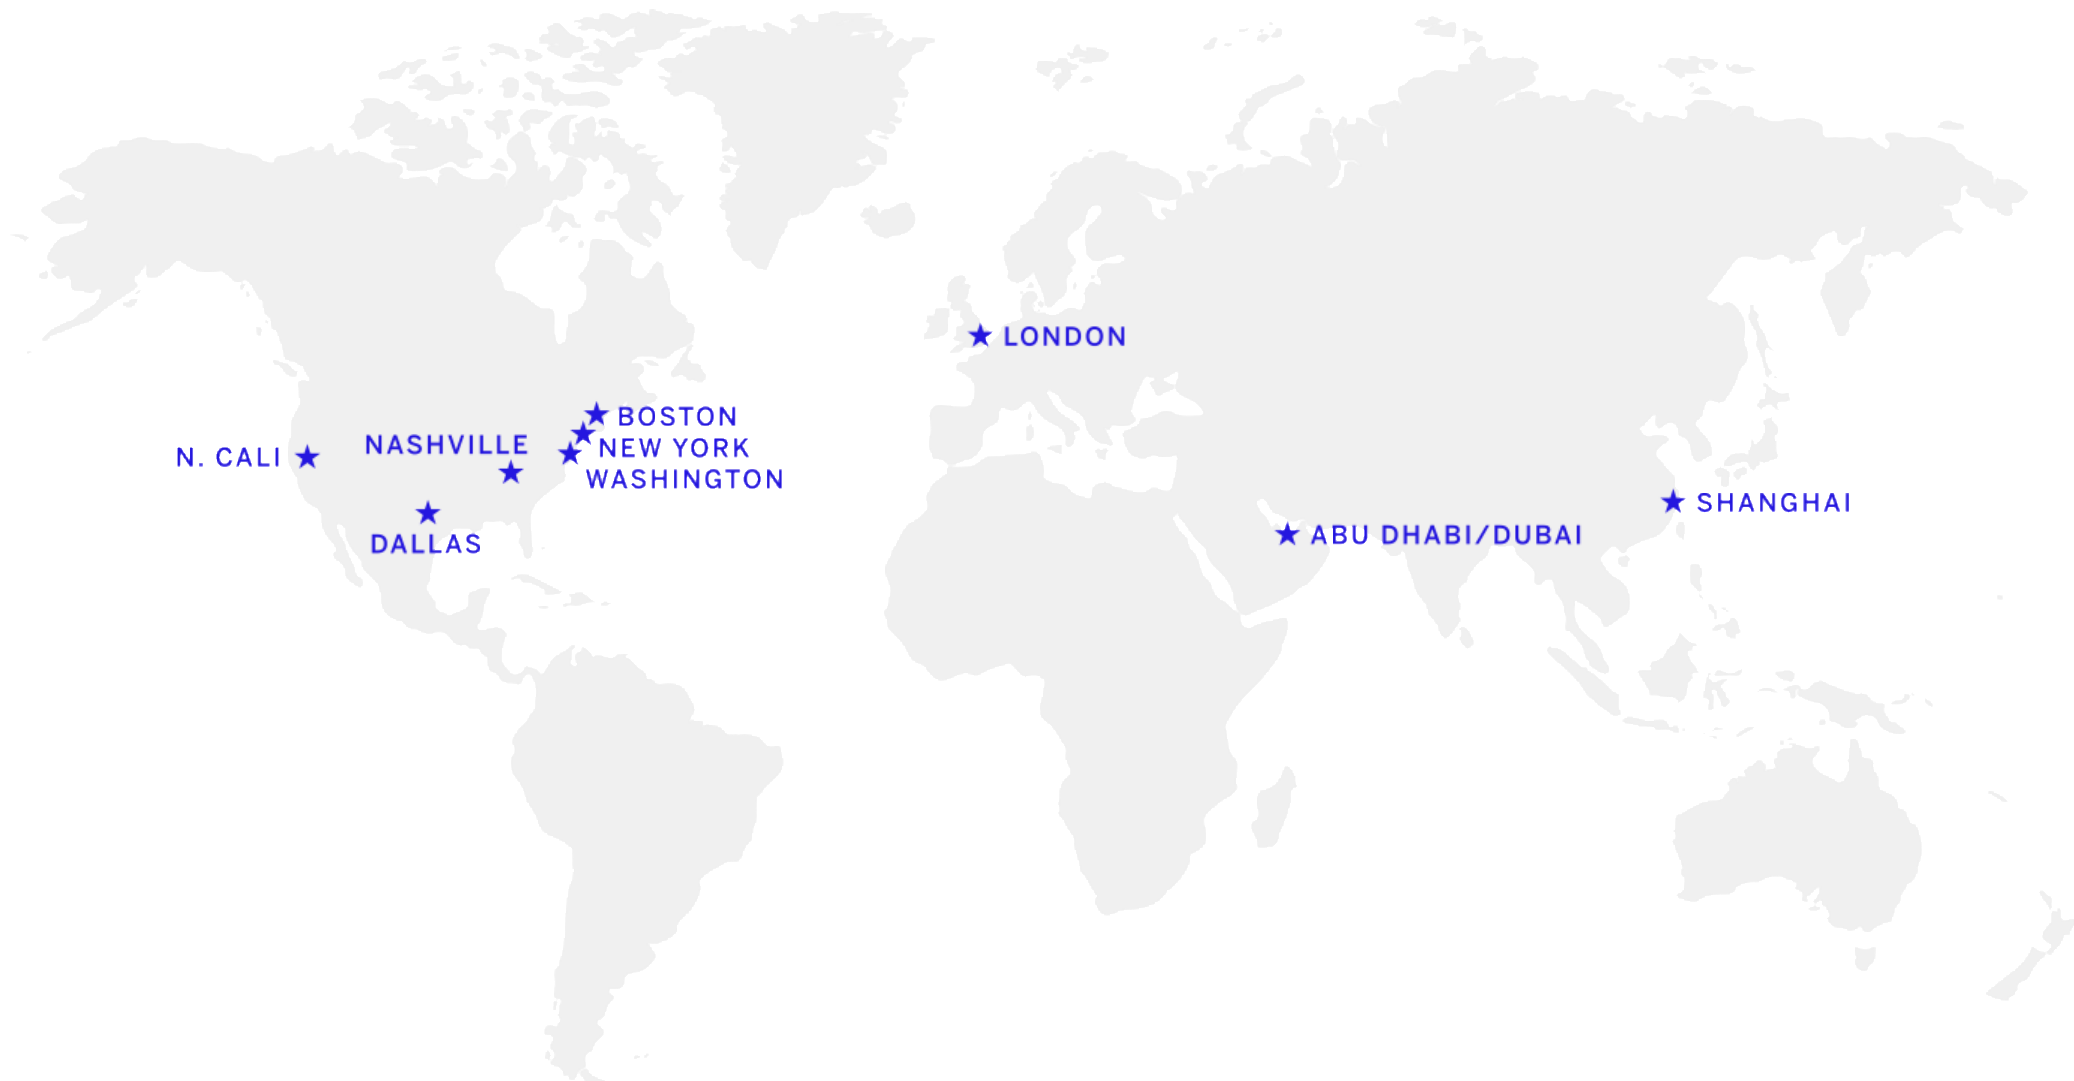 LONDON
BOSTON
NASHVILLE
NEW YORK
N. CALI
WASHINGTON
SHANGHAI
ABU DHABI/DUBAI
DALLAS